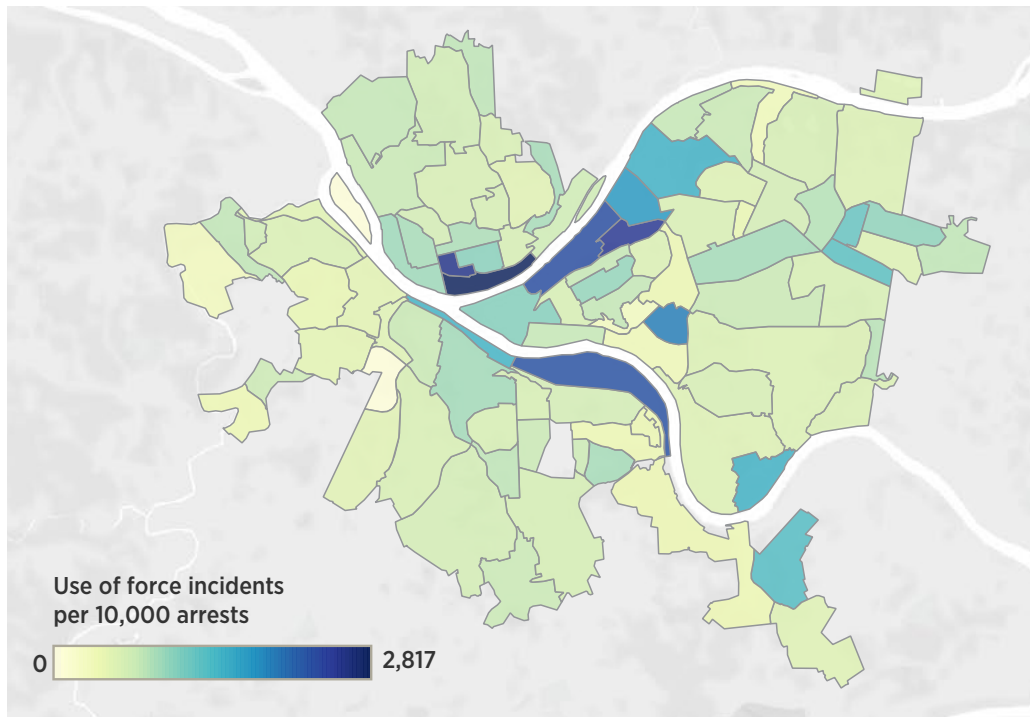 Use of force incidents
per 10,000 arrests
0
2,817